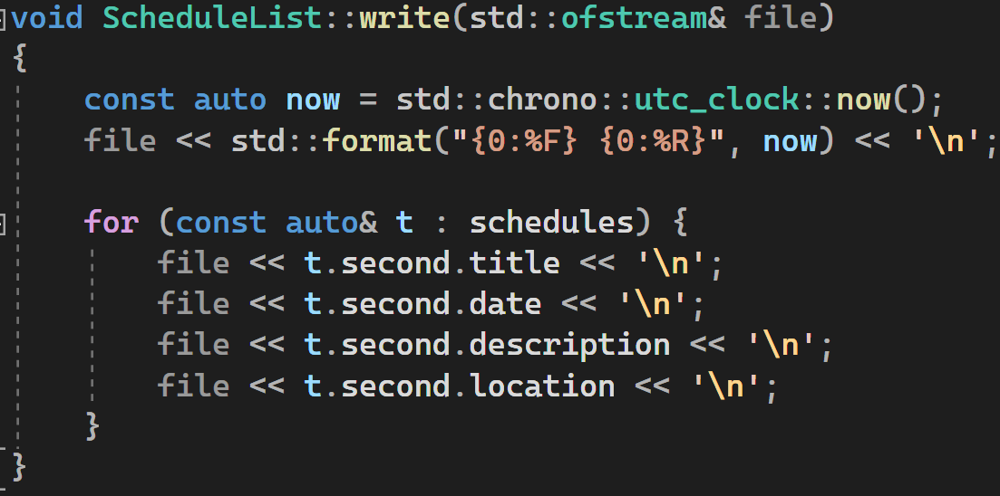 void ScheduleList::write(std::ofstream& file)
{
    const auto now = std::chrono::utc_clock::now();
    file << std::format("{0:%F} {0:%R}", now) << '\n';
    for (const auto& t : schedules) {
        file << t.second.title << '\n';
        file << t.second.date << '\n';
        file << t.second.description << '\n';
        file << t.second.location << '\n';
    }
}